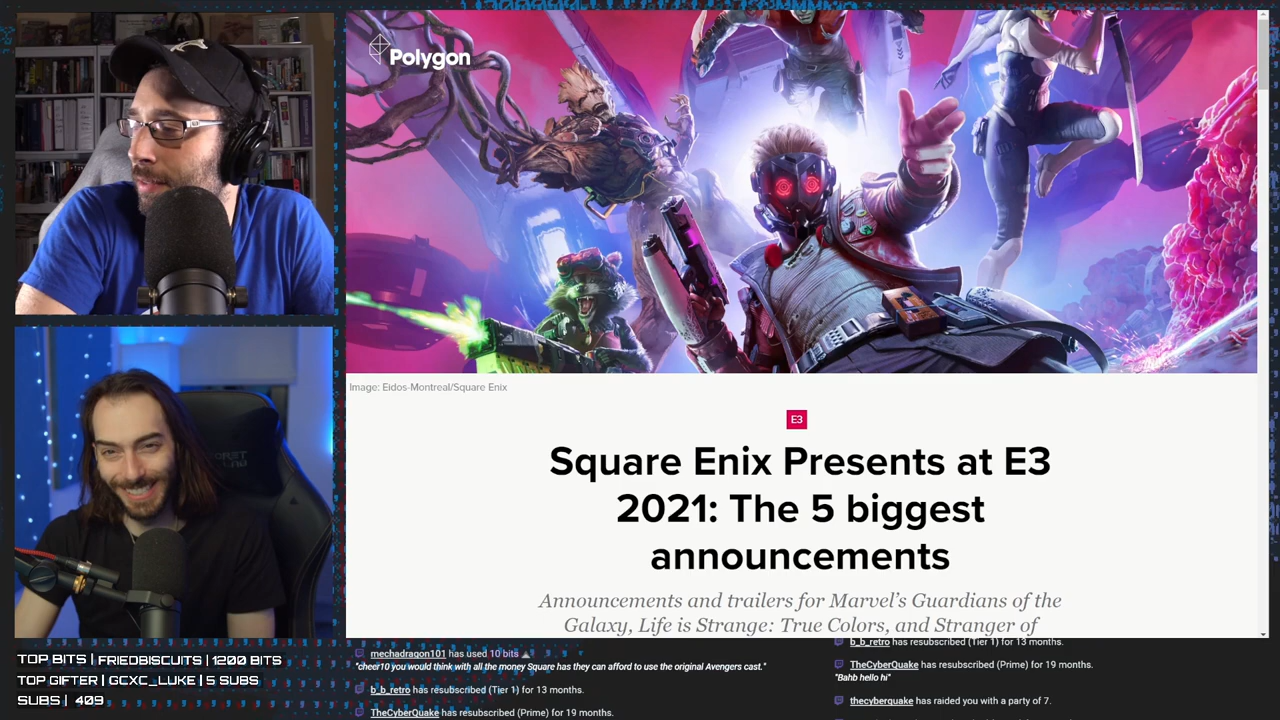 Polygon
Image: Eidos-Montreal/Square Enix
E3
Square Enix Presents at E3
2021: The 5 biggest
announcements
Announcements and trailers for Marvel's Guardians of the
Galaxy, Life is Strange: True Colors, and Stranger of
TOP BITS | FRIEDBISCUITS | 1200 BITS
TOP GIFTER | GCXC_LUKE | 5 SUBS
SUBS | 409
mechadragon101 has used 10 bits
"cheer10 you would think with all the money Square has they can afford to use the original Avengers cast."
b_b_retro has resubscribed (Tier 1) for 13 months.
TheCyberQuake has resubscribed (Prime) for 19 months.
b_b_retro has resubscribed (Tier 1) for 13 months.
TheCyberQuake has resubscribed (Prime) for 19 months.
"Bahb hello hi"
thecyberquake has raided you with a party of 7.